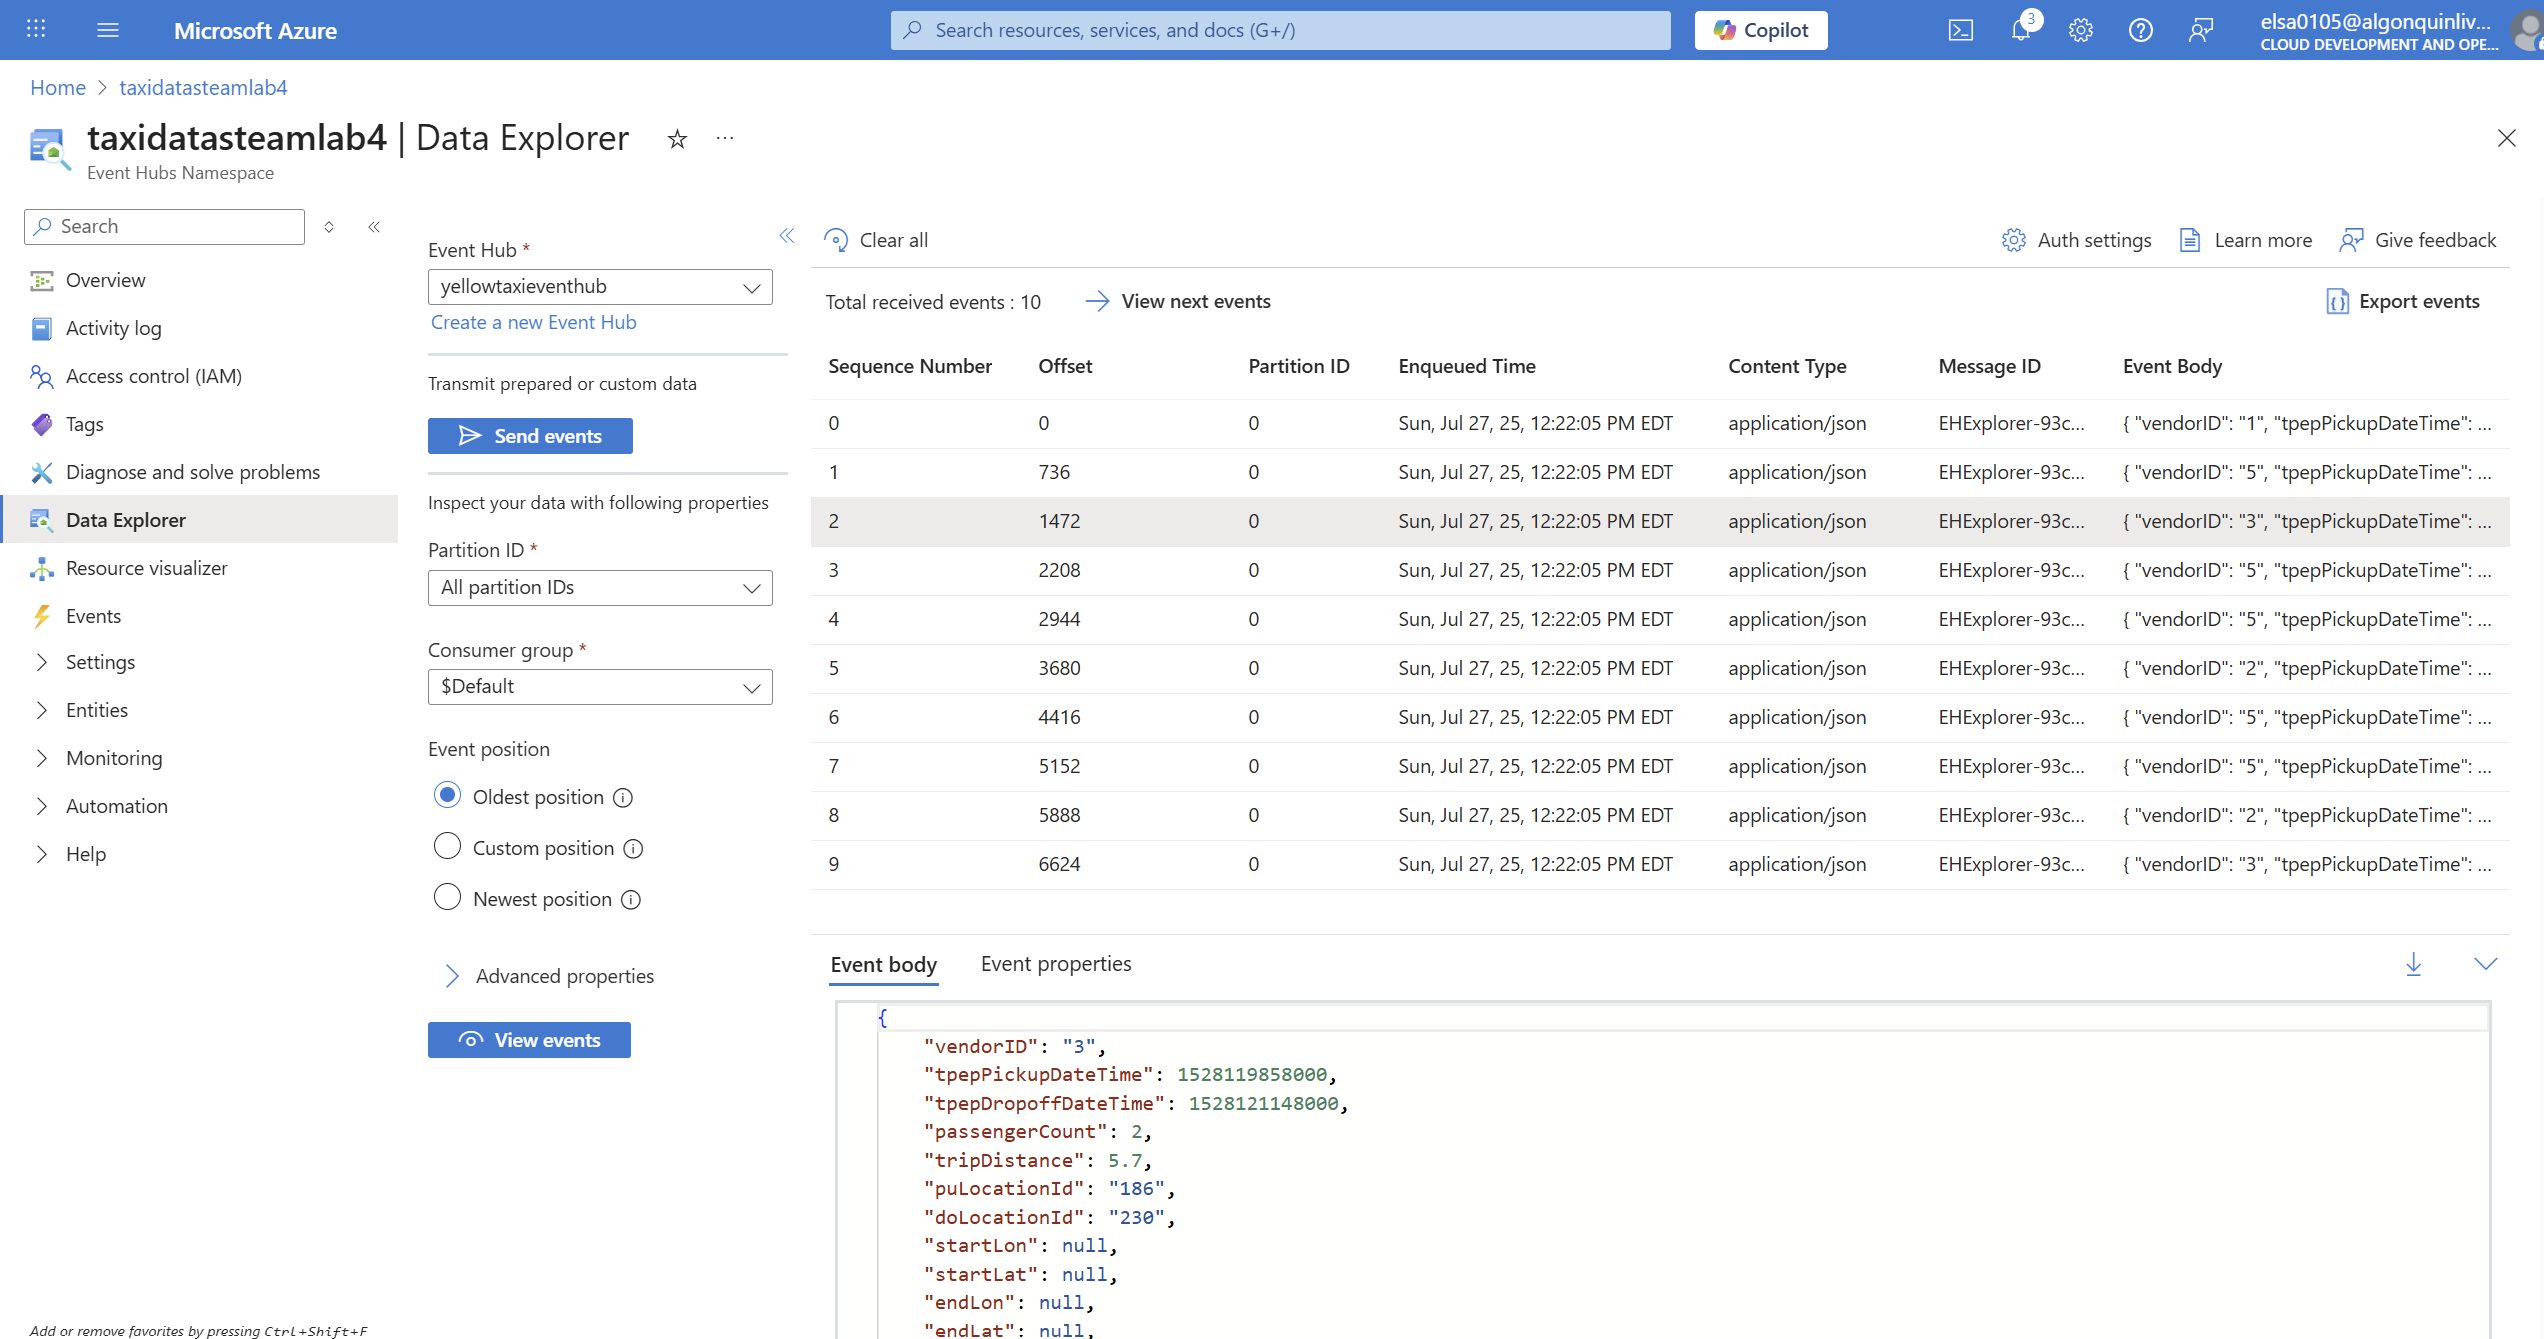 Microsoft Azure
Search resources, services, and docs (G+/)
Copilot
3
elsa0105@algonquinliv...
CLOUD DEVELOPMENT AND OPE...
Home > taxidatasteamlab4
taxidatasteamlab4 | Data Explorer
Event Hubs Namespace
Search
Overview
Activity log
Access control (IAM)
Tags
Diagnose and solve problems
Data Explorer
Resource visualizer
Events
Settings
Entities
Monitoring
Automation
Help
Add or remove favorites by pressing Ctrl+Shift+F
Event Hub *
yellowtaxieventhub
Create a new Event Hub
Transmit prepared or custom data
Send events
Inspect your data with following properties
Partition ID *
All partition IDs
Consumer group *
$Default
Event position
Oldest position
Custom position
Newest position
Advanced properties
View events
Clear all
Auth settings
Learn more
Give feedback
Total received events : 10
View next events
Export events
Sequence Number Offset Partition ID Enqueued Time Content Type Message ID Event Body
0 0 0 Sun, Jul 27, 25, 12:22:05 PM EDT application/json EHExplorer-93c... { "vendorID": "1", "tpepPickupDateTime": ...
1 736 0 Sun, Jul 27, 25, 12:22:05 PM EDT application/json EHExplorer-93c... { "vendorID": "5", "tpepPickupDateTime": ...
2 1472 0 Sun, Jul 27, 25, 12:22:05 PM EDT application/json EHExplorer-93c... { "vendorID": "3", "tpepPickupDateTime": ...
3 2208 0 Sun, Jul 27, 25, 12:22:05 PM EDT application/json EHExplorer-93c... { "vendorID": "5", "tpepPickupDateTime": ...
4 2944 0 Sun, Jul 27, 25, 12:22:05 PM EDT application/json EHExplorer-93c... { "vendorID": "5", "tpepPickupDateTime": ...
5 3680 0 Sun, Jul 27, 25, 12:22:05 PM EDT application/json EHExplorer-93c... { "vendorID": "2", "tpepPickupDateTime": ...
6 4416 0 Sun, Jul 27, 25, 12:22:05 PM EDT application/json EHExplorer-93c... { "vendorID": "5", "tpepPickupDateTime": ...
7 5152 0 Sun, Jul 27, 25, 12:22:05 PM EDT application/json EHExplorer-93c... { "vendorID": "5", "tpepPickupDateTime": ...
8 5888 0 Sun, Jul 27, 25, 12:22:05 PM EDT application/json EHExplorer-93c... { "vendorID": "2", "tpepPickupDateTime": ...
9 6624 0 Sun, Jul 27, 25, 12:22:05 PM EDT application/json EHExplorer-93c... { "vendorID": "3", "tpepPickupDateTime": ...
Event body
Event properties
{
"vendorID": "3",
"tpepPickupDateTime": 1528119858000,
"tpepDropoffDateTime": 1528121148000,
"passengerCount": 2,
"tripDistance": 5.7,
"puLocationId": "186",
"doLocationId": "230",
"startLon": null,
"startLat": null,
"endLon": null,
"endLat": null,